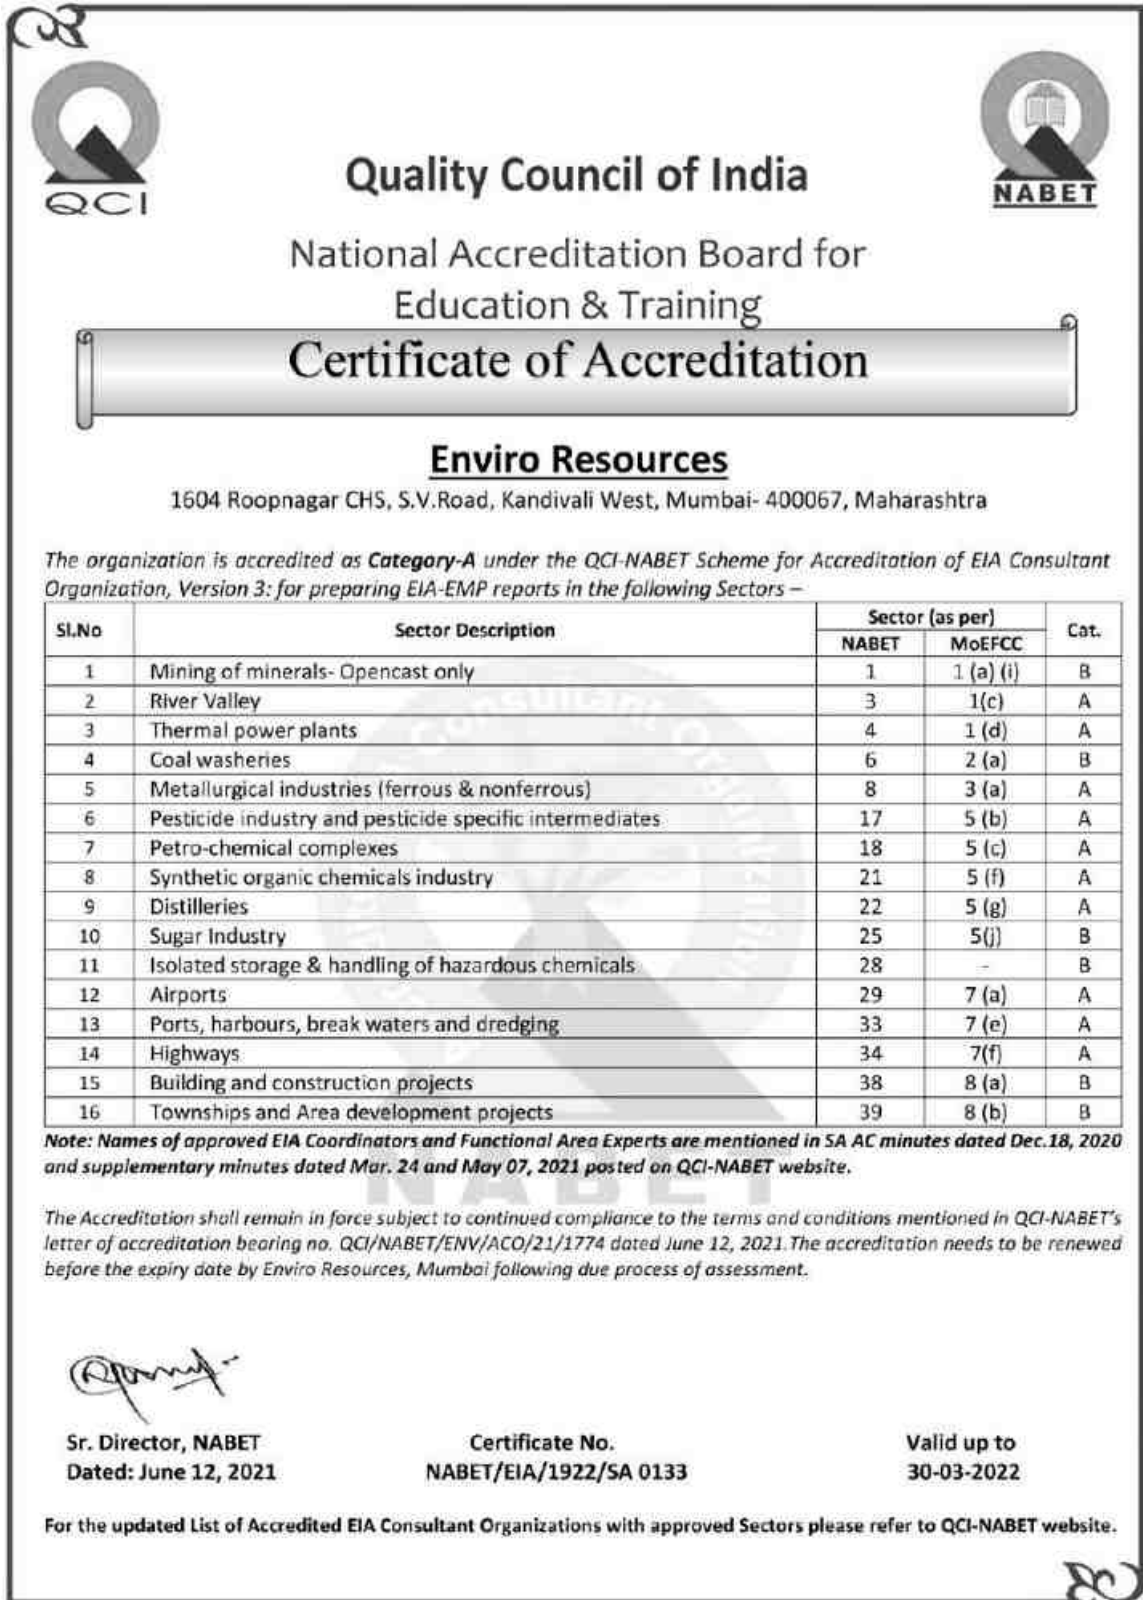 QCI
NABET
Quality Council of India
National Accreditation Board for
Education & Training
Certificate of Accreditation
Enviro Resources
1604 Roopnagar CHS, S.V.Road, Kandivali West, Mumbai- 400067, Maharashtra
The organization is accredited as Category-A under the QCI-NABET Scheme for Accreditation of EIA Consultant
Organization, Version 3: for preparing EIA-EMP reports in the following Sectors –
Sl.No Sector Description Sector (as per) Cat.
NABET MoEFCC
1 Mining of minerals- Opencast only 1 1 (a) (i) B
2 River Valley 3 1(c) A
3 Thermal power plants 4 1 (d) A
4 Coal washeries 6 2 (a) B
5 Metallurgical industries (ferrous & nonferrous) 8 3 (a) A
6 Pesticide industry and pesticide specific intermediates 17 5 (b) A
7 Petro-chemical complexes 18 5 (c) A
8 Synthetic organic chemicals industry 21 5 (f) A
9 Distilleries 22 5 (g) A
10 Sugar Industry 25 5(j) B
11 Isolated storage & handling of hazardous chemicals 28 - B
12 Airports 29 7 (a) A
13 Ports, harbours, break waters and dredging 33 7 (e) A
14 Highways 34 7(f) A
15 Building and construction projects 38 8 (a) B
16 Townships and Area development projects 39 8 (b) B
Note: Names of approved EIA Coordinators and Functional Area Experts are mentioned in SA AC minutes dated Dec.18, 2020
and supplementary minutes dated Mar. 24 and May 07, 2021 posted on QCI-NABET website.
NABET
The Accreditation shall remain in force subject to continued compliance to the terms and conditions mentioned in QCI-NABET's
letter of accreditation bearing no. QCI/NABET/ENV/ACO/21/1774 dated June 12, 2021.The accreditation needs to be renewed
before the expiry date by Enviro Resources, Mumbai following due process of assessment.
Sr. Director, NABET Certificate No. Valid up to
Dated: June 12, 2021 NABET/EIA/1922/SA 0133 30-03-2022
For the updated List of Accredited EIA Consultant Organizations with approved Sectors please refer to QCI-NABET website.